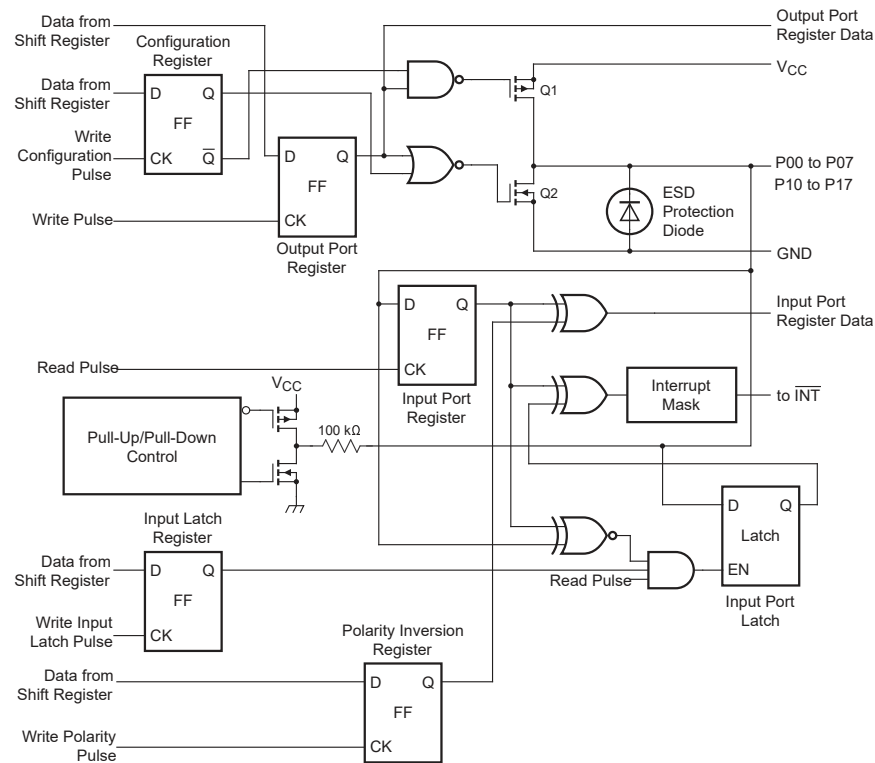 Data from
Shift Register
Configuration
Register
Output Port
Register Data
Data from
Shift Register
D Q
FF
CK Q
Write
Configuration
Pulse
Q1
VCC
D Q
FF
CK
Write Pulse
Output Port
Register
Q2
P00 to P07
P10 to P17
ESD
Protection
Diode
GND
D Q
FF
CK
Input Port
Register Data
Read Pulse
Input Port
Register
Interrupt
Mask
to INT
VCC
Pull-Up/Pull-Down
Control
100 kΩ
D Q
Latch
EN
Input Port
Latch
Read Pulse
Input Latch
Register
Data from
Shift Register
D Q
FF
CK
Write Input
Latch Pulse
Polarity Inversion
Register
Data from
Shift Register
D Q
FF
CK
Write Polarity
Pulse